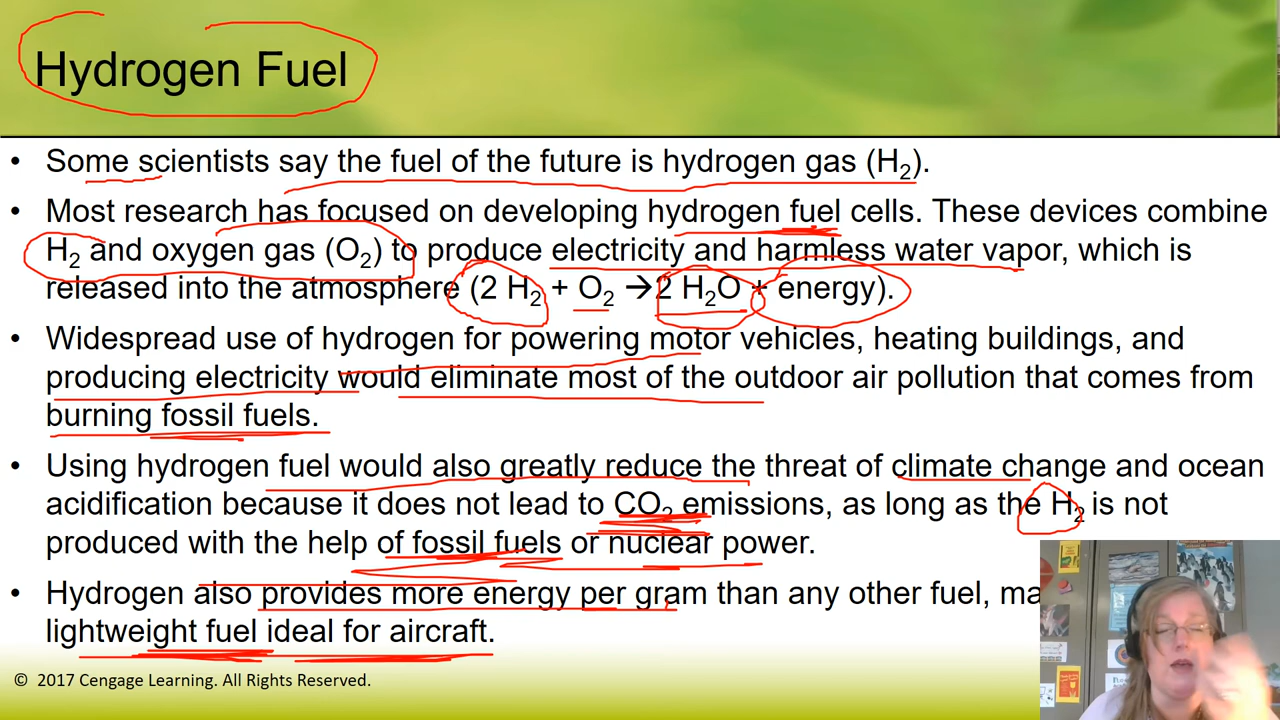 Hydrogen Fuel
• Some scientists say the fuel of the future is hydrogen gas (H₂).
• Most research has focused on developing hydrogen fuel cells. These devices combine
H₂ and oxygen gas (O₂) to produce electricity and harmless water vapor, which is
released into the atmosphere (2 H₂ + O₂ → 2 H₂O + energy).
• Widespread use of hydrogen for powering motor vehicles, heating buildings, and
producing electricity would eliminate most of the outdoor air pollution that comes from
burning fossil fuels.
• Using hydrogen fuel would also greatly reduce the threat of climate change and ocean
acidification because it does not lead to CO₂ emissions, as long as the H₂ is not
produced with the help of fossil fuels or nuclear power.
• Hydrogen also provides more energy per gram than any other fuel,
lightweight fuel ideal for aircraft.
© 2017 Cengage Learning. All Rights Reserved.